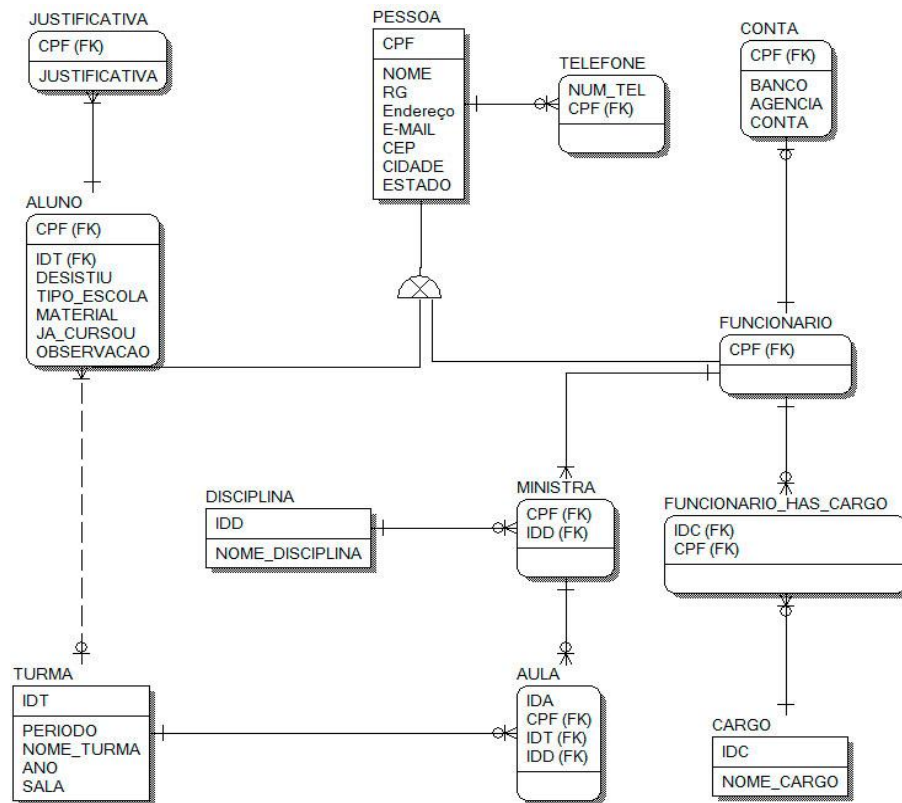 JUSTIFICATIVA
CPF (FK)
JUSTIFICATIVA
PESSOA
CPF
NOME
RG
Endereço
E-MAIL
CEP
CIDADE
ESTADO
TELEFONE
NUM_TEL
CPF (FK)
CONTA
CPF (FK)
BANCO
AGENCIA
CONTA
ALUNO
CPF (FK)
IDT (FK)
DESISTIU
TIPO_ESCOLA
MATERIAL
JA_CURSOU
OBSERVACAO
FUNCIONARIO
CPF (FK)
DISCIPLINA
IDD
NOME_DISCIPLINA
MINISTRA
CPF (FK)
IDD (FK)
FUNCIONARIO_HAS_CARGO
IDC (FK)
CPF (FK)
TURMA
IDT
PERIODO
NOME_TURMA
ANO
SALA
AULA
IDA
CPF (FK)
IDT (FK)
IDD (FK)
CARGO
IDC
NOME_CARGO